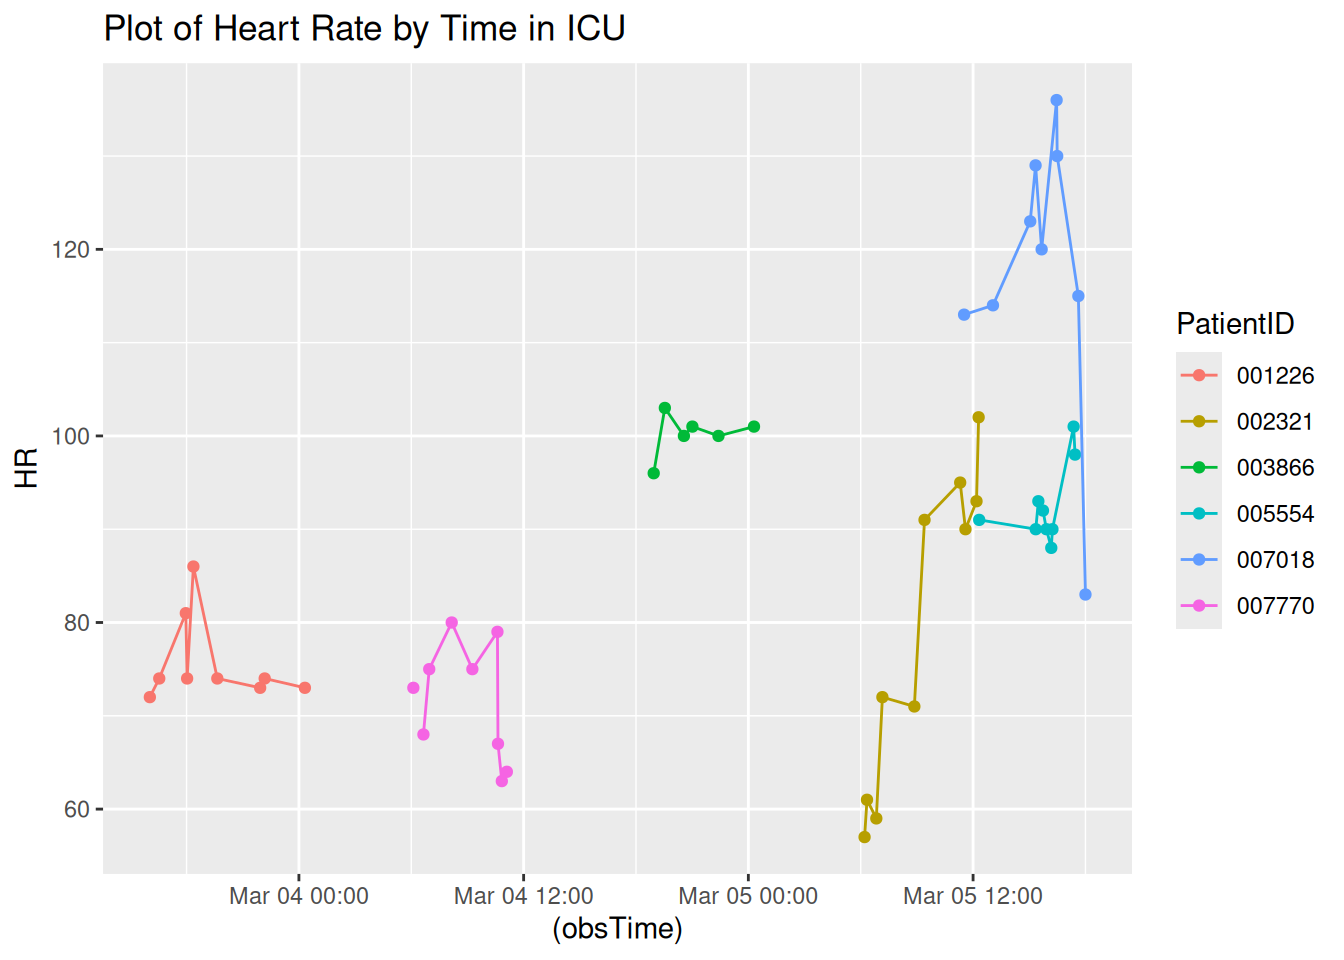 Plot of Heart Rate by Time in ICU
HR
120
100
80
60
Mar 04 00:00
Mar 04 12:00
Mar 05 00:00
Mar 05 12:00
(obsTime)
PatientID
001226
002321
003866
005554
007018
007770